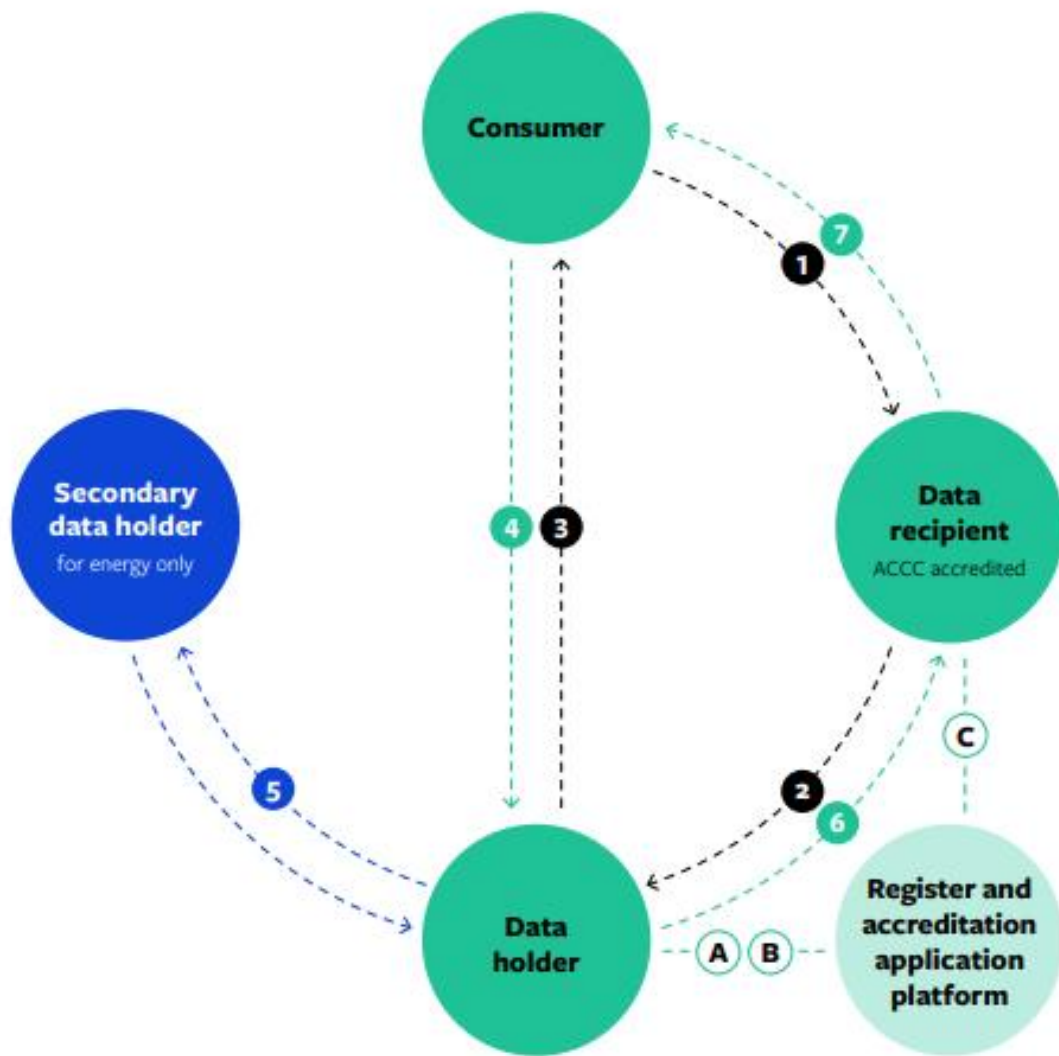 Consumer
7
1
Secondary
data holder
for energy only
4
3
Data
recipient
ACCC accredited
C
5
2
6
Data
holder
A
B
Register and
accreditation
application
platform